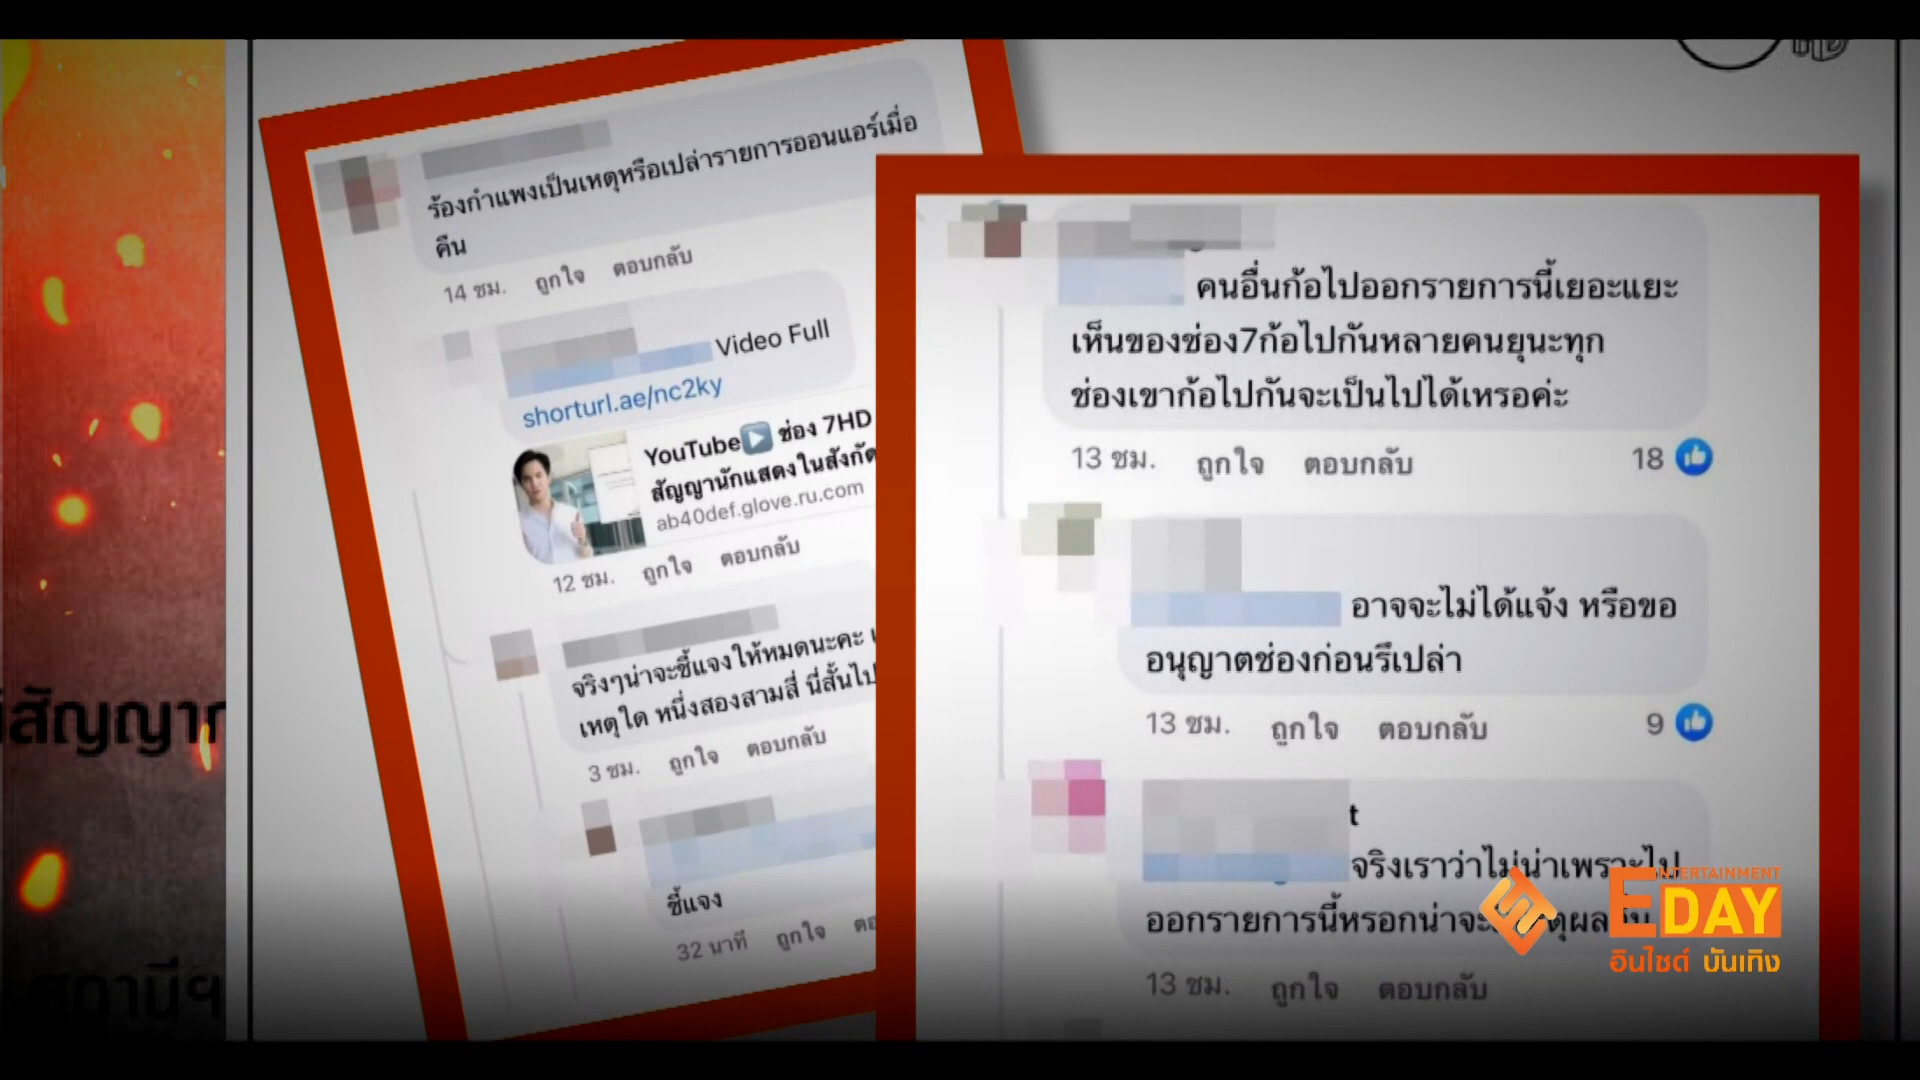 ร้องกำแพงเป็นเหตุหรือเปล่ารายการออนแอร์เมื่อ
คืน
14 ชม. ถูกใจ ตอบกลับ
Video Full
shorturl.ae/nc2ky
YouTube▶ ช่อง 7HD
สัญญานักแสดงในสังกัด
ab40def.glove.ru.com
12 ชม. ถูกใจ ตอบกลับ
จริงๆน่าจะชี้แจงให้หมดนะคะ
เหตุใด หนึ่งสองสามสี่ นี่สั้นไป
3 ชม. ถูกใจ ตอบกลับ
ชี้แจง
32 นาที ถูกใจ
คนอื่นก้อไปออกรายการนี้เยอะแยะ
เห็นของช่อง7ก้อไปกันหลายคนยุนะทุก
ช่องเขาก้อไปกันจะเป็นไปได้เหรอค่ะ
13 ชม. ถูกใจ ตอบกลับ 18
อาจจะไม่ได้แจ้ง หรือขอ
อนุญาตช่องก่อนรึเปล่า
13 ชม. ถูกใจ ตอบกลับ 9
t
จริงเราว่าไม่น่าเพราะไป
ออกรายการนี้หรอกน่าจะ
13 ชม. ถูกใจ ตอบกลับ
สัญญา
สถานีฯ
ENTERTAINMENT
EDAY
อินไซต์ บันเทิง